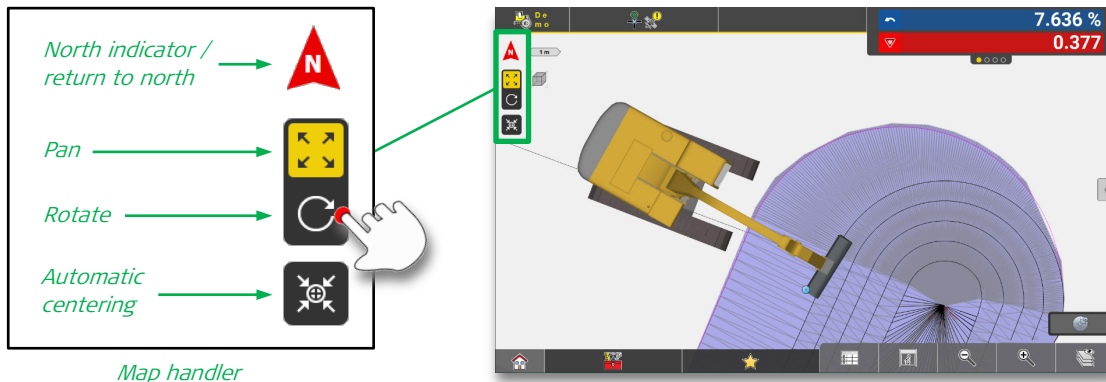 North indicator /
return to north
N
Pan
Rotate
Automatic
centering
Map handler
De
mo
7.636 %
0.377
N
1 m